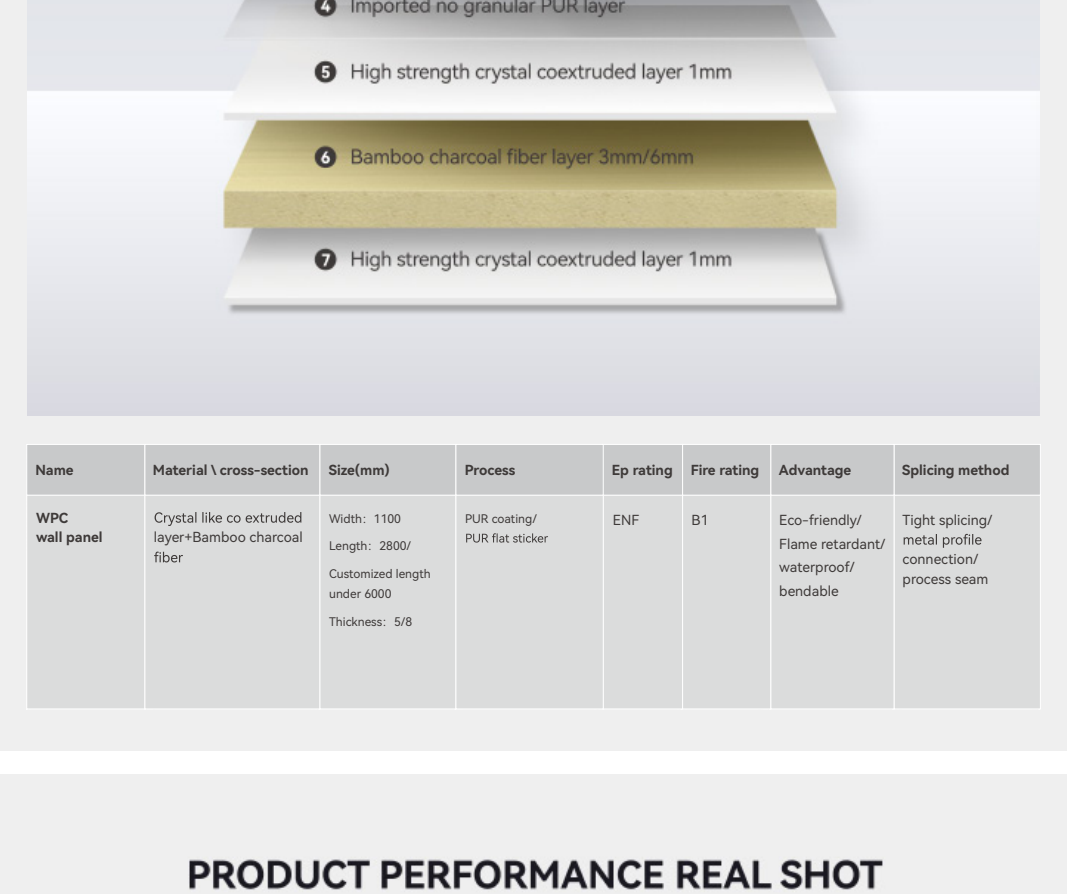 4 Imported no granular PUR layer
5 High strength crystal coextruded layer 1mm
6 Bamboo charcoal fiber layer 3mm/6mm
7 High strength crystal coextruded layer 1mm
Name
Material \ cross-section
Size(mm)
Process
Ep rating
Fire rating
Advantage
Splicing method
WPC
wall panel
Crystal like co extruded
layer+Bamboo charcoal
fiber
Width: 1100
Length: 2800/
Customized length
under 6000
Thickness: 5/8
PUR coating/
PUR flat sticker
ENF
B1
Eco-friendly/
Flame retardant/
waterproof/
bendable
Tight splicing/
metal profile
connection/
process seam
PRODUCT PERFORMANCE REAL SHOT